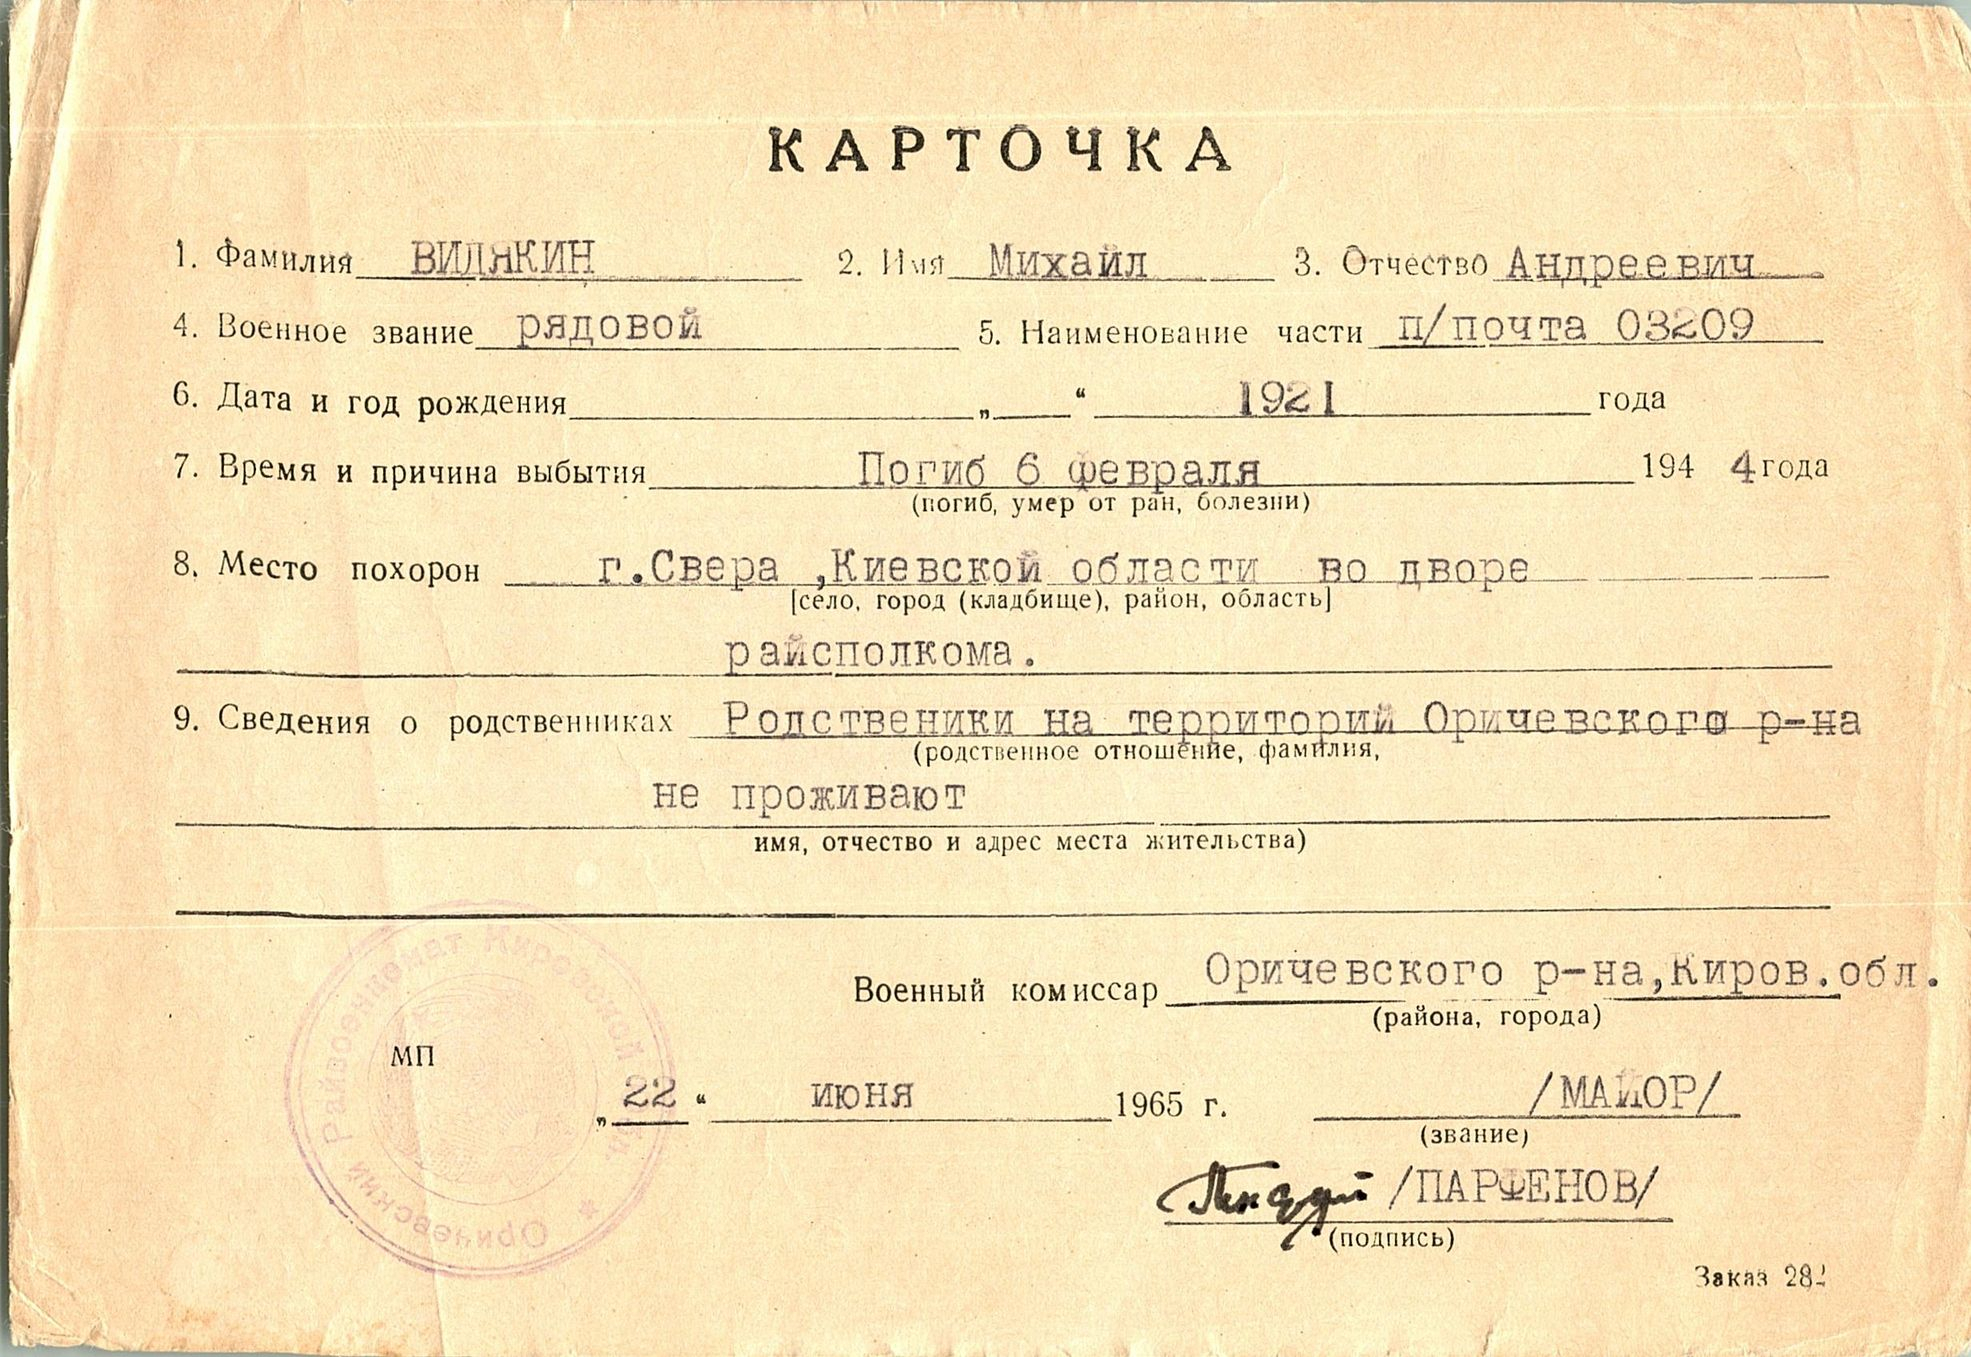 КАРТОЧКА
1. Фамилия ВИДЯКИН 2. Имя Михайл 3. Отчество Андреевич
4. Военное звание рядовой 5. Наименование части п/почта 03209
6. Дата и год рождения „ “ 1921 года
7. Время и причина выбытия Погиб 6 февраля 194 4 года
(погиб, умер от ран, болезни)
8. Место похорон г.Свера ,Киевской области во дворе
[село, город (кладбище), район, область]
райсполкома.
9. Сведения о родственниках Родственики на территорий Оричевского р-на
(родственное отношение, фамилия,
не проживают
имя, отчество и адрес места жительства)
Военный комиссар Оричевского р-на,Киров.обл.
(района, города)
МП
„22“ июня 1965 г. /МАЙОР/
(звание)
/ПАРФЕНОВ/
(подпись)
Заказ
Оричевский Райвоенкомат Кировской обл. *